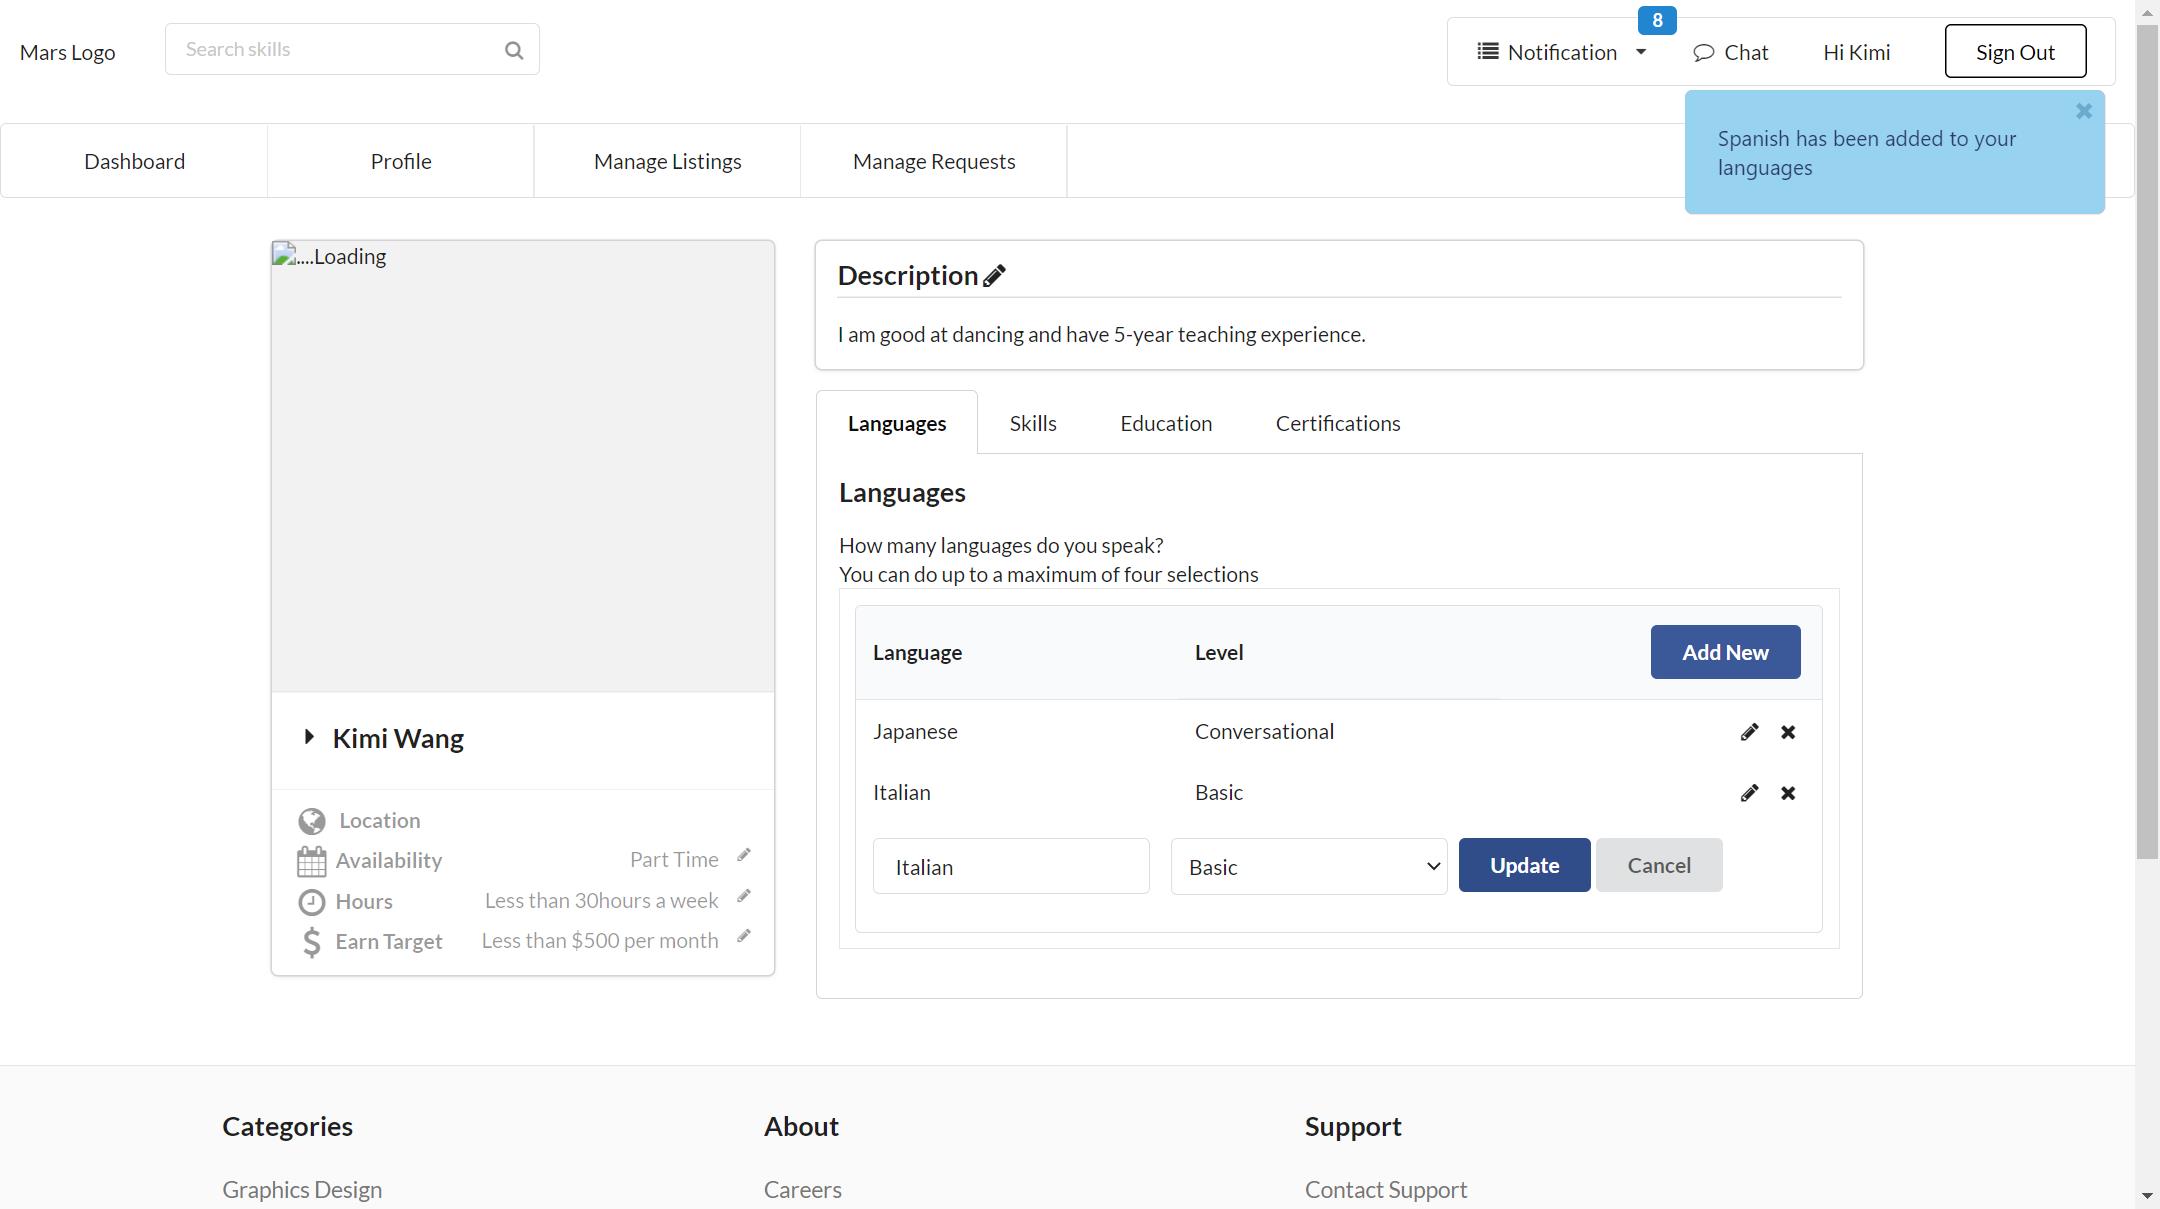 Mars Logo
Search skills
8
Notification
Chat
Hi Kimi
Sign Out
Spanish has been added to your
languages
Dashboard
Profile
Manage Listings
Manage Requests
....Loading
Kimi Wang
Location
Availability
Part Time
Hours
Less than 30hours a week
Earn Target
Less than $500 per month
Description
I am good at dancing and have 5-year teaching experience.
Languages
Skills
Education
Certifications
Languages
How many languages do you speak?
You can do up to a maximum of four selections
Language
Level
Add New
Japanese
Conversational
Italian
Basic
Italian
Basic
Update
Cancel
Categories
About
Support
Graphics Design
Careers
Contact Support